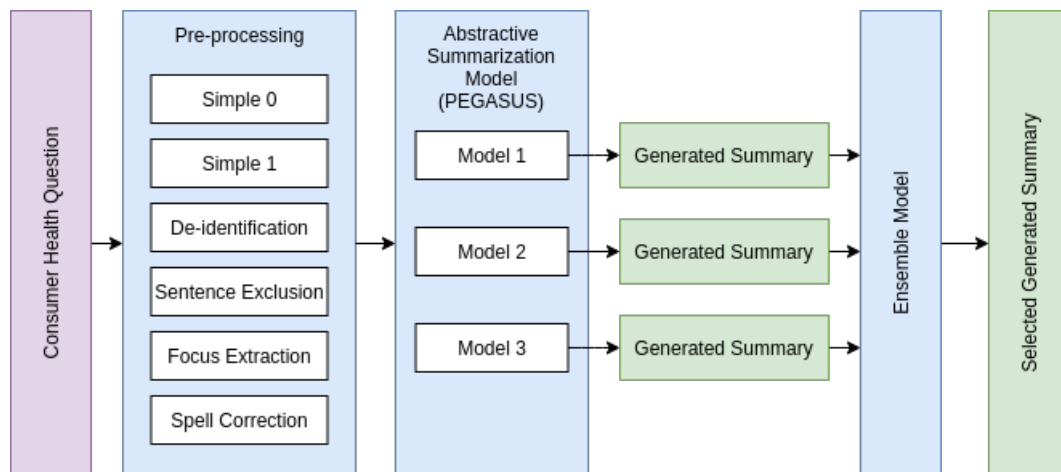 Consumer Health Question
Pre-processing
Simple 0
Simple 1
De-identification
Sentence Exclusion
Focus Extraction
Spell Correction
Abstractive
Summarization
Model
(PEGASUS)
Model 1
Generated Summary
Model 2
Generated Summary
Model 3
Generated Summary
Ensemble Model
Selected Generated Summary